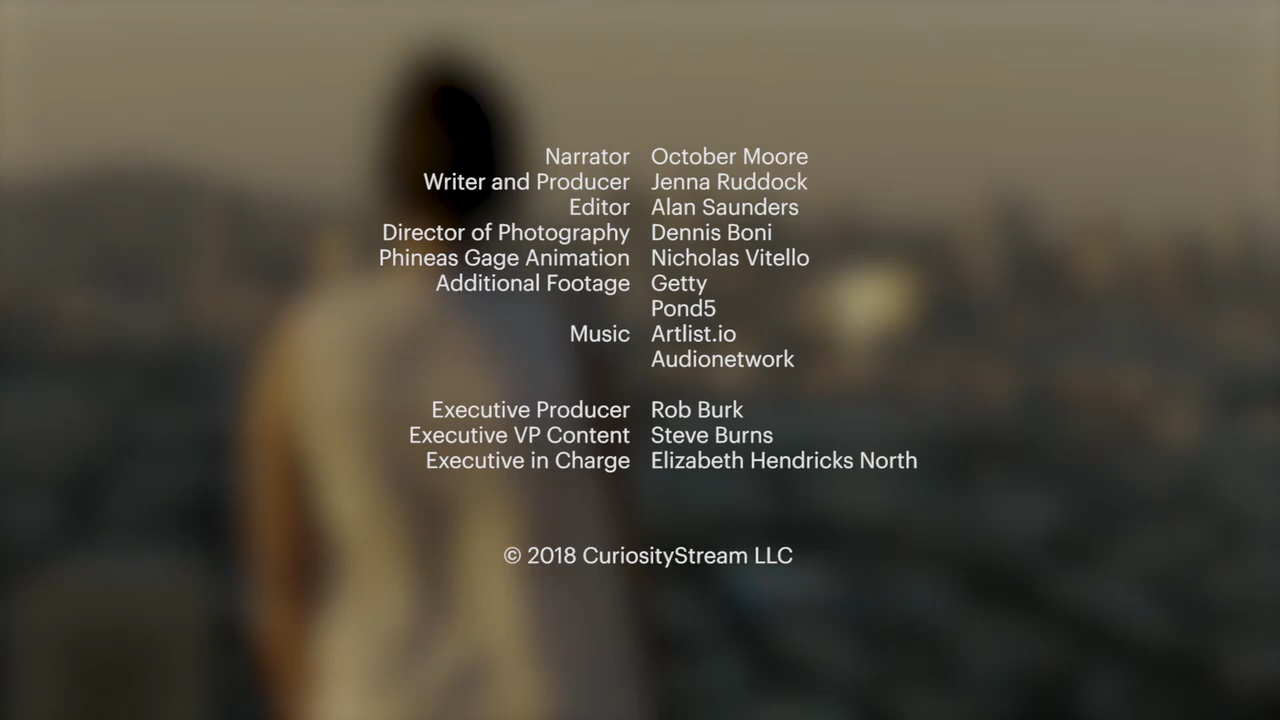 Narrator October Moore
Writer and Producer Jenna Ruddock
Editor Alan Saunders
Director of Photography Dennis Boni
Phineas Gage Animation Nicholas Vitello
Additional Footage Getty
Pond5
Music Artlist.io
Audionetwork
Executive Producer Rob Burk
Executive VP Content Steve Burns
Executive in Charge Elizabeth Hendricks North
© 2018 CuriosityStream LLC